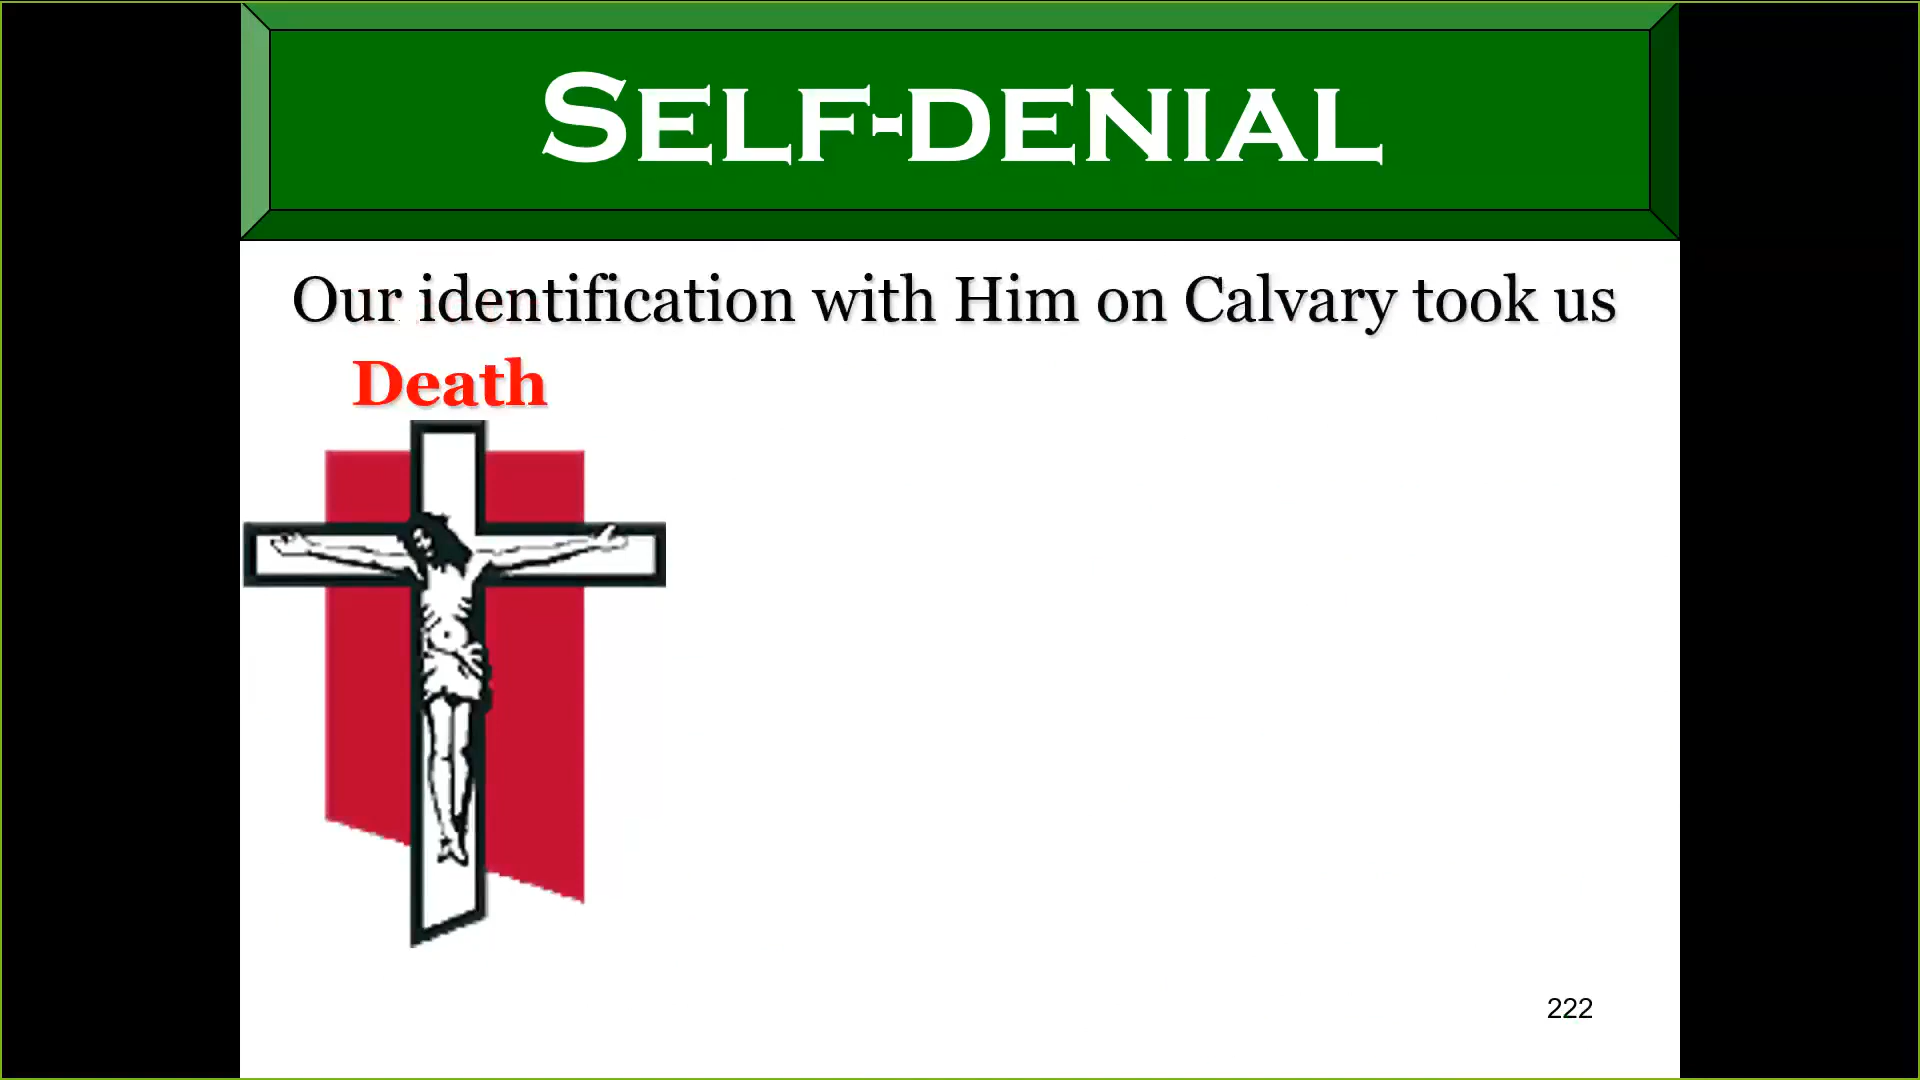 SELF-DENIAL
Our identification with Him on Calvary took us
Death
222